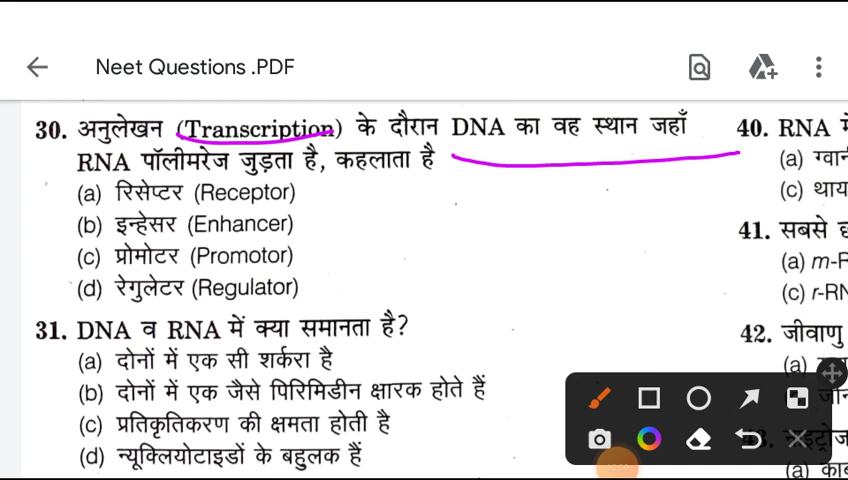 Neet Questions .PDF
30. अनुलेखन (Transcription) के दौरान DNA का वह स्थान जहाँ
RNA पॉलीमरेज जुड़ता है, कहलाता है
(a) रिसेप्टर (Receptor)
(b) इन्हेसर (Enhancer)
(c) प्रोमोटर (Promotor)
(d) रेगुलेटर (Regulator)
31. DNA व RNA में क्या समानता है?
(a) दोनों में एक सी शर्करा है
(b) दोनों में एक जैसे पिरिमिडीन क्षारक होते हैं
(c) प्रतिकृतिकरण की क्षमता होती है
(d) न्यूक्लियोटाइडों के बहुलक हैं
40. RNA में
(a)
(c)
41. सबसे
(a) m-R
(c) r-RN
42. जीवाणु
(a)
(a)